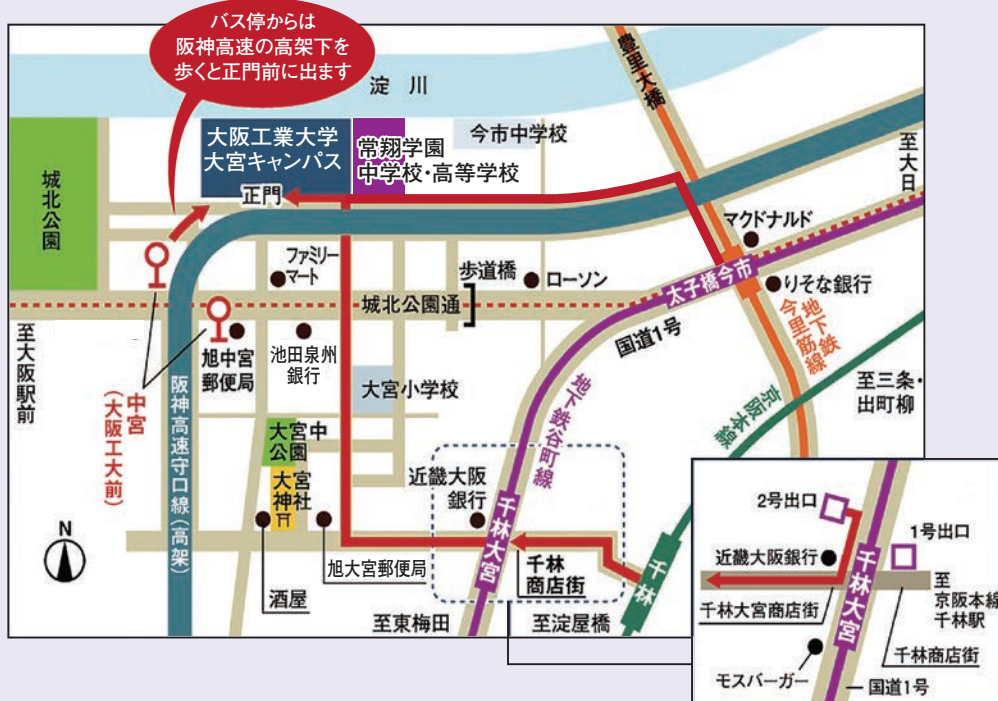 バス停からは
阪神高速の高架下を
歩くと正門前に出ます
淀川
豊里大橋
大阪工業大学
大宮キャンパス
常翔学園
中学校・高等学校
今市中学校
至大日
城北公園
正門
マクドナルド
ファミリー
マート
歩道橋
ローソン
太子橋今市
りそな銀行
城北公園通
国道1号
地下鉄
今里筋線
至大阪駅前
旭中宮
郵便局
池田泉州
銀行
大宮小学校
地下鉄谷町線
京阪本線
至三条・
出町柳
中宮
(大阪工大前)
阪神高速守口線(高架)
大宮中
公園
大宮
神社
近畿大阪
銀行
千林大宮
N
旭大宮郵便局
酒屋
千林
商店街
千林
至東梅田
至淀屋橋
2号出口
1号出口
近畿大阪銀行
千林大宮
至
京阪本線
千林駅
千林大宮商店街
千林商店街
モスバーガー
国道1号